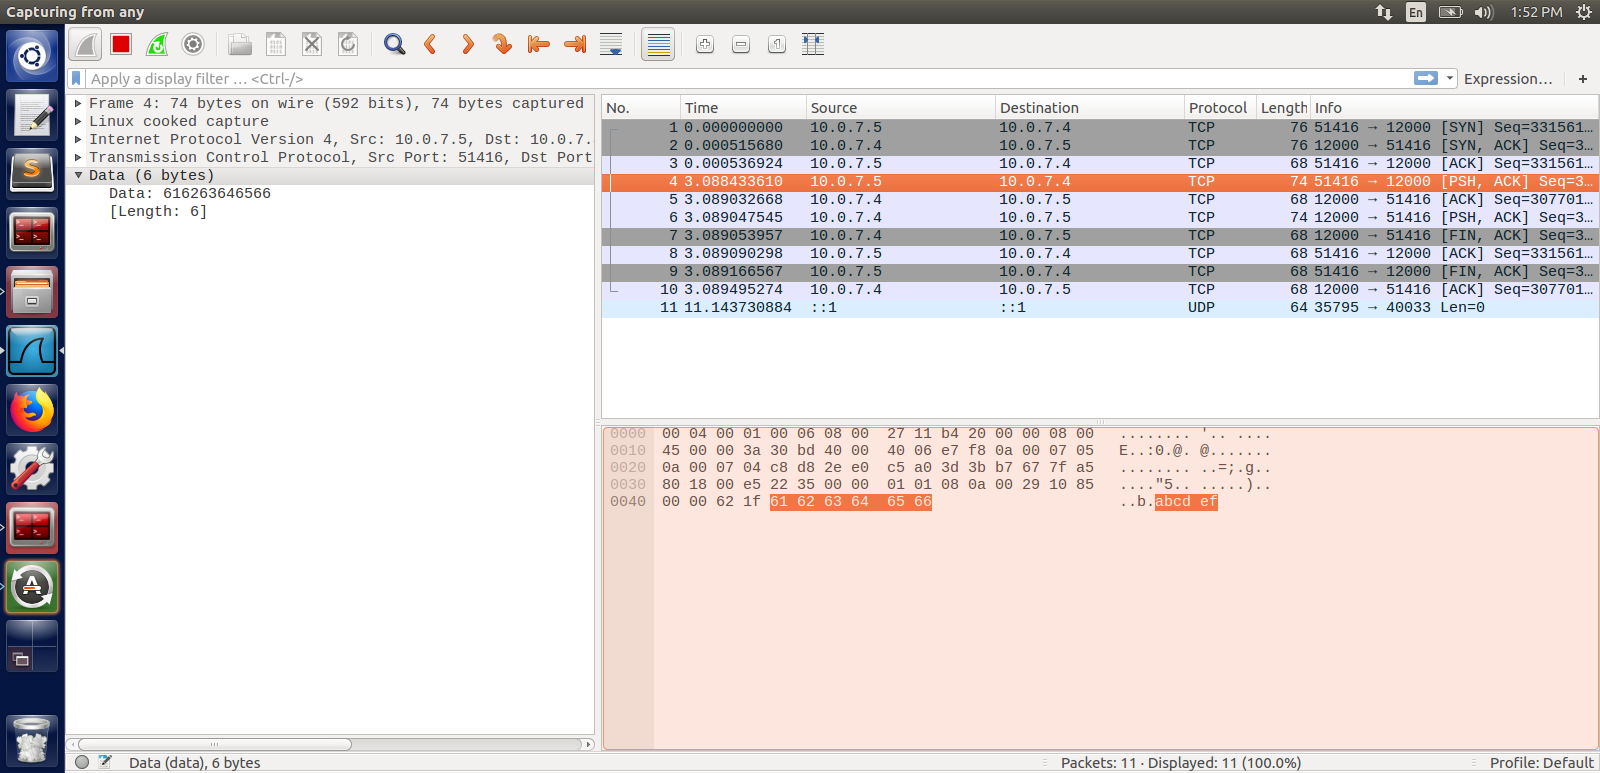 Capturing from any
En
1:52 PM
Apply a display filter … <Ctrl-/>
Expression…
+
Frame 4: 74 bytes on wire (592 bits), 74 bytes captured
Linux cooked capture
Internet Protocol Version 4, Src: 10.0.7.5, Dst: 10.0.7.
Transmission Control Protocol, Src Port: 51416, Dst Port
Data (6 bytes)
Data: 616263646566
[Length: 6]
No. Time Source Destination Protocol Length Info
1 0.000000000 10.0.7.5 10.0.7.4 TCP 76 51416 → 12000 [SYN] Seq=331561…
2 0.000515680 10.0.7.4 10.0.7.5 TCP 76 12000 → 51416 [SYN, ACK] Seq=3…
3 0.000536924 10.0.7.5 10.0.7.4 TCP 68 51416 → 12000 [ACK] Seq=331561…
4 3.088433610 10.0.7.5 10.0.7.4 TCP 74 51416 → 12000 [PSH, ACK] Seq=3…
5 3.089032668 10.0.7.4 10.0.7.5 TCP 68 12000 → 51416 [ACK] Seq=307701…
6 3.089047545 10.0.7.4 10.0.7.5 TCP 74 12000 → 51416 [PSH, ACK] Seq=3…
7 3.089053957 10.0.7.4 10.0.7.5 TCP 68 12000 → 51416 [FIN, ACK] Seq=3…
8 3.089090298 10.0.7.5 10.0.7.4 TCP 68 51416 → 12000 [ACK] Seq=331561…
9 3.089166567 10.0.7.5 10.0.7.4 TCP 68 51416 → 12000 [FIN, ACK] Seq=3…
10 3.089495274 10.0.7.4 10.0.7.5 TCP 68 12000 → 51416 [ACK] Seq=307701…
11 11.143730884 ::1 ::1 UDP 64 35795 → 40033 Len=0
0000 00 04 00 01 00 06 08 00 27 11 b4 20 00 00 08 00 ........ '.. ....
0010 45 00 00 3a 30 bd 40 00 40 06 e7 f8 0a 00 07 05 E..:0.@. @.......
0020 0a 00 07 04 c8 d8 2e e0 c5 a0 3d 3b b7 67 7f a5 ........ ..=;.g..
0030 80 18 00 e5 22 35 00 00 01 01 08 0a 00 29 10 85 ...."5.. .....)..
0040 00 00 62 1f 61 62 63 64 65 66 ..b.abcd ef
Data (data), 6 bytes
Packets: 11 · Displayed: 11 (100.0%)
Profile: Default